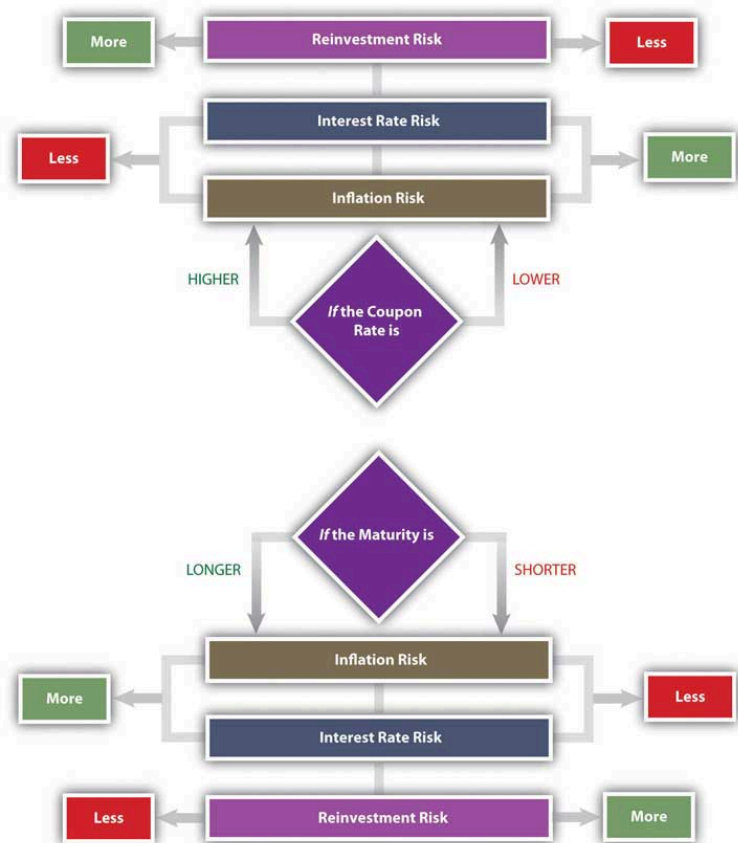 More
Reinvestment Risk
Less
Interest Rate Risk
Less
More
Inflation Risk
HIGHER
LOWER
If the Coupon
Rate is
If the Maturity is
LONGER
SHORTER
Inflation Risk
More
Less
Interest Rate Risk
Less
Reinvestment Risk
More